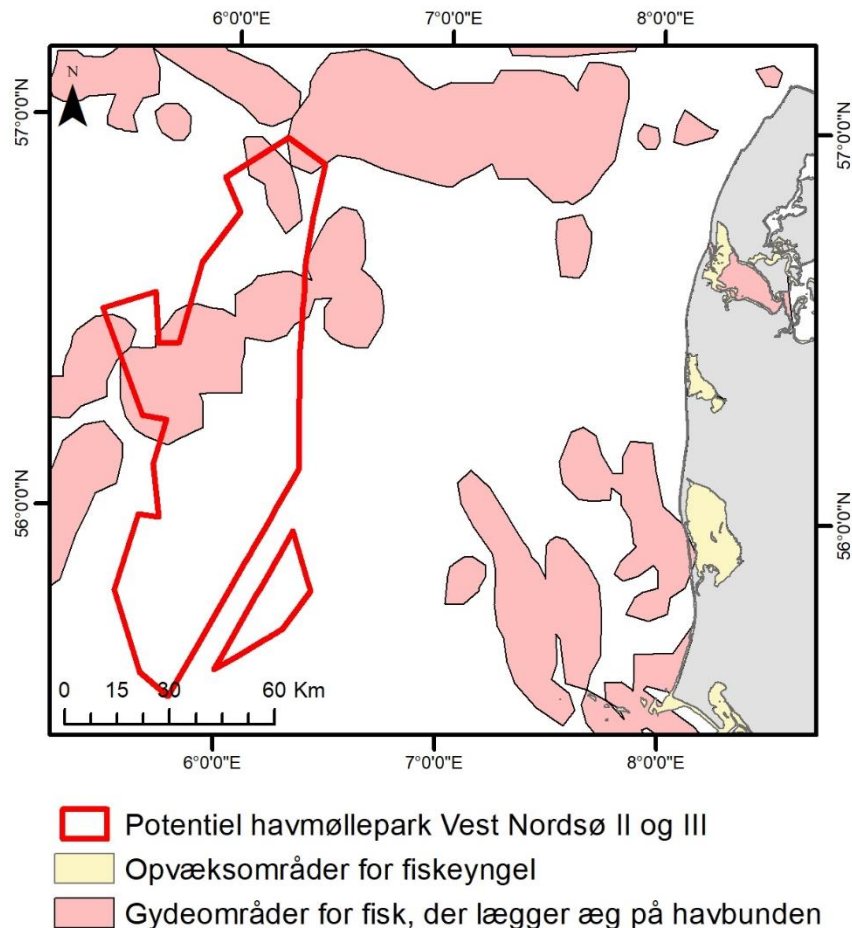 6°0'0"E 7°0'0"E 8°0'0"E
N
57°0'0"N
57°0'0"N
56°0'0"N
56°0'0"N
0 15 30 60 Km
6°0'0"E 7°0'0"E 8°0'0"E
Potentiel havmøllepark Vest Nordsø II og III
Opvæksområder for fiskeyngel
Gydeområder for fisk, der lægger æg på havbunden